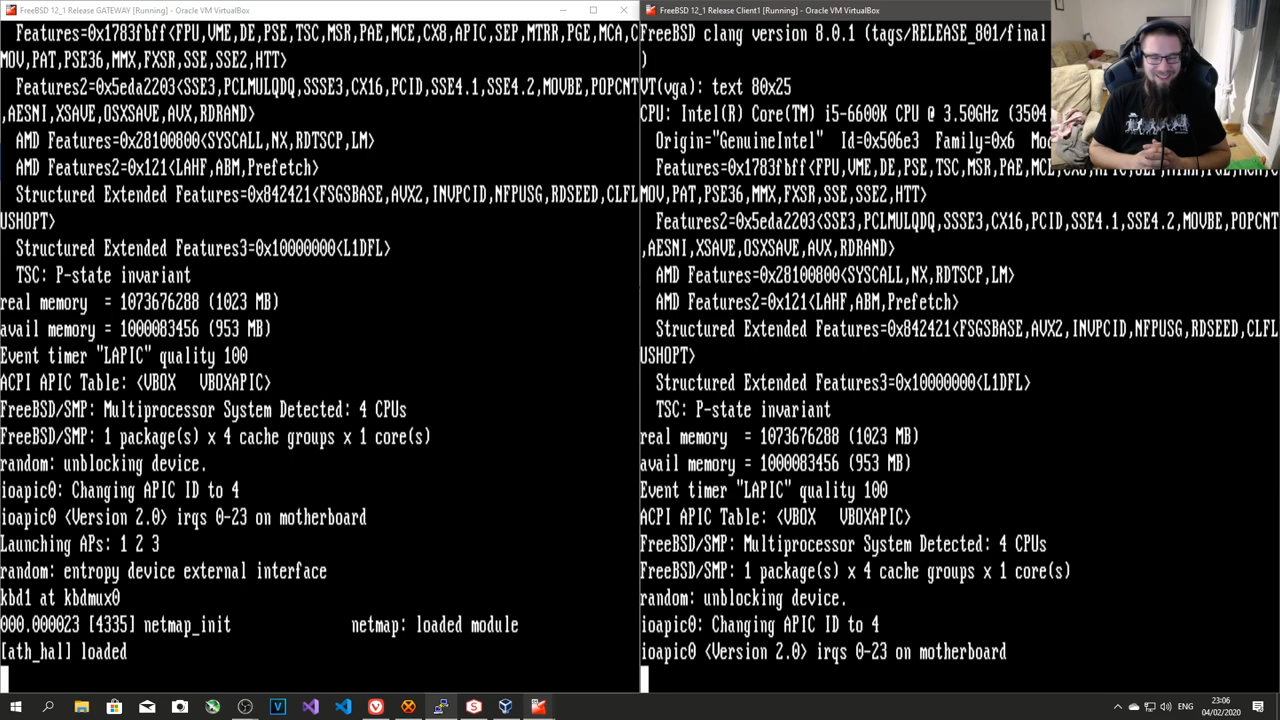 FreeBSD 12_1 Release GATEWAY [Running] - Oracle VM VirtualBox
Features=0x1783fbff<FPU,VME,DE,PSE,TSC,MSR,PAE,MCE,CX8,APIC,SEP,MTRR,PGE,MCA,C
MOV,PAT,PSE36,MMX,FXSR,SSE,SSE2,HTT>
Features2=0x5eda2203<SSE3,PCLMULQDQ,SSSE3,CX16,PCID,SSE4.1,SSE4.2,MOVBE,POPCNT
,AESNI,XSAVE,OSXSAVE,AVX,RDRAND>
AMD Features=0x28100800<SYSCALL,NX,RDTSCP,LM>
AMD Features2=0x121<LAHF,ABM,Prefetch>
Structured Extended Features=0x842421<FSGSBASE,AVX2,INVPCID,NFPUSG,RDSEED,CLFL
USHOPT>
Structured Extended Features3=0x10000000<L1DFL>
TSC: P-state invariant
real memory  = 1073676288 (1023 MB)
avail memory = 1000083456 (953 MB)
Event timer "LAPIC" quality 100
ACPI APIC Table: <VBOX   VBOXAPIC>
FreeBSD/SMP: Multiprocessor System Detected: 4 CPUs
FreeBSD/SMP: 1 package(s) x 4 cache groups x 1 core(s)
random: unblocking device.
ioapic0: Changing APIC ID to 4
ioapic0 <Version 2.0> irqs 0-23 on motherboard
Launching APs: 1 2 3
random: entropy device external interface
kbd1 at kbdmux0
000.000023 [4335] netmap_init               netmap: loaded module
[ath_hal] loaded
FreeBSD 12_1 Release Client1 [Running] - Oracle VM VirtualBox
FreeBSD clang version 8.0.1 (tags/RELEASE_801/final
)
VT(vga): text 80x25
CPU: Intel(R) Core(TM) i5-6600K CPU @ 3.50GHz (3504
Origin="GenuineIntel"  Id=0x506e3  Family=0x6
Features=0x1783fbff<FPU,VME,DE,PSE,TSC,MSR,PAE,MCE,
MOV,PAT,PSE36,MMX,FXSR,SSE,SSE2,HTT>
Features2=0x5eda2203<SSE3,PCLMULQDQ,SSSE3,CX16,PCID,SSE4.1,SSE4.2,MOVBE,POPCNT
,AESNI,XSAVE,OSXSAVE,AVX,RDRAND>
AMD Features=0x28100800<SYSCALL,NX,RDTSCP,LM>
AMD Features2=0x121<LAHF,ABM,Prefetch>
Structured Extended Features=0x842421<FSGSBASE,AVX2,INVPCID,NFPUSG,RDSEED,CLFL
USHOPT>
Structured Extended Features3=0x10000000<L1DFL>
TSC: P-state invariant
real memory  = 1073676288 (1023 MB)
avail memory = 1000083456 (953 MB)
Event timer "LAPIC" quality 100
ACPI APIC Table: <VBOX   VBOXAPIC>
FreeBSD/SMP: Multiprocessor System Detected: 4 CPUs
FreeBSD/SMP: 1 package(s) x 4 cache groups x 1 core(s)
random: unblocking device.
ioapic0: Changing APIC ID to 4
ioapic0 <Version 2.0> irqs 0-23 on motherboard
ENG
23:06
04/02/2020